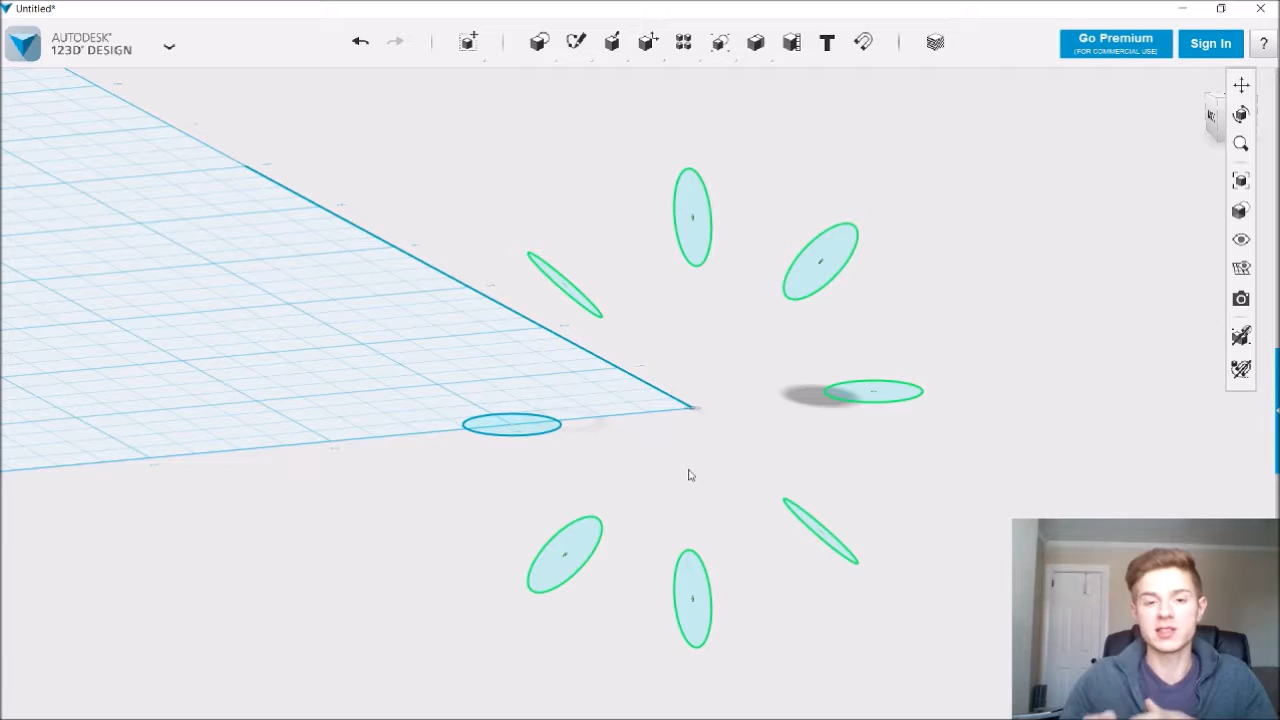 Untitled*
AUTODESK
123D® DESIGN
T
Go Premium
(FOR COMMERCIAL USE)
Sign In
?